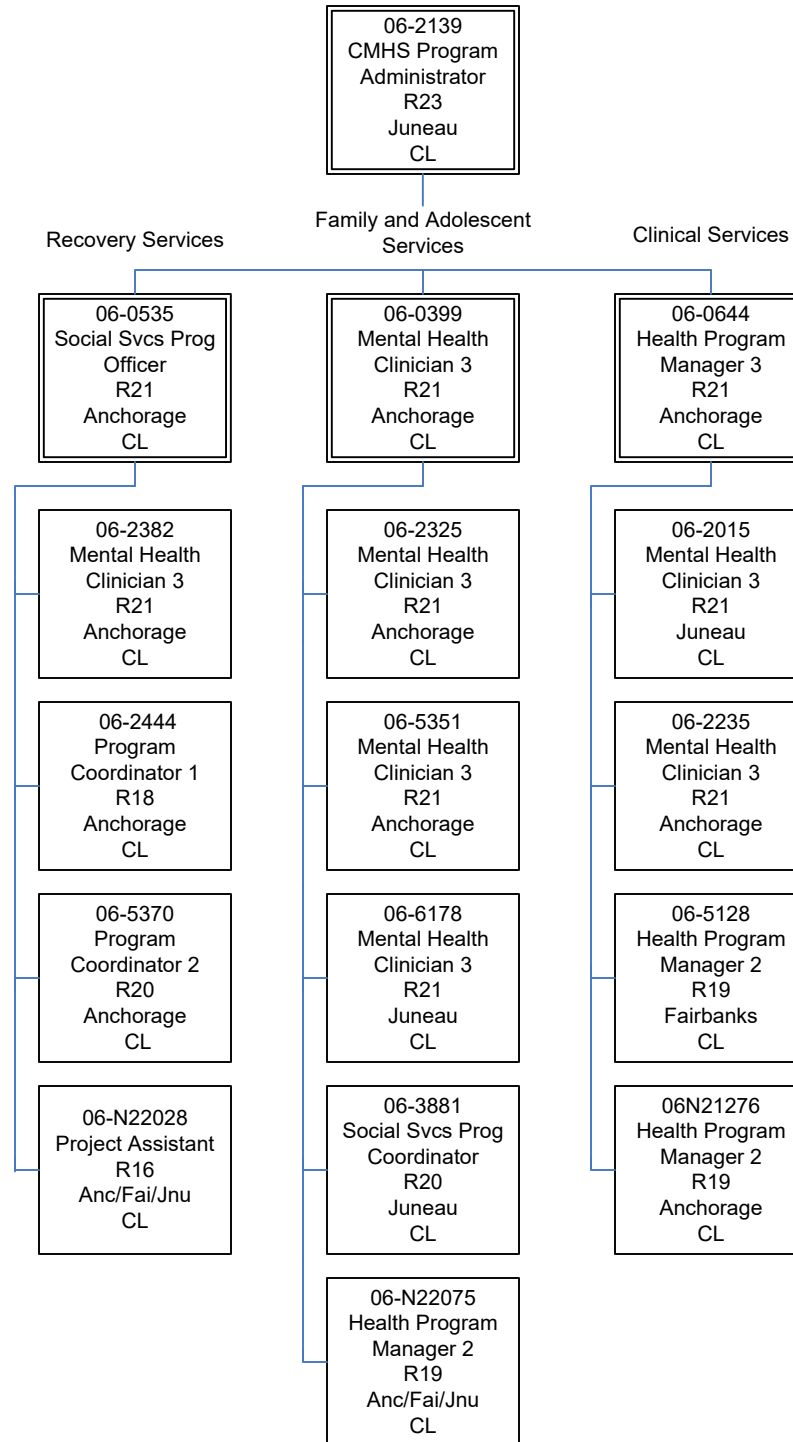 06-2139
CMHS Program
Administrator
R23
Juneau
CL
Recovery Services
Family and Adolescent
Services
Clinical Services
06-0535
Social Svcs Prog
Officer
R21
Anchorage
CL
06-0399
Mental Health
Clinician 3
R21
Anchorage
CL
06-0644
Health Program
Manager 3
R21
Anchorage
CL
06-2382
Mental Health
Clinician 3
R21
Anchorage
CL
06-2325
Mental Health
Clinician 3
R21
Anchorage
CL
06-2015
Mental Health
Clinician 3
R21
Juneau
CL
06-2444
Program
Coordinator 1
R18
Anchorage
CL
06-5351
Mental Health
Clinician 3
R21
Anchorage
CL
06-2235
Mental Health
Clinician 3
R21
Anchorage
CL
06-5370
Program
Coordinator 2
R20
Anchorage
CL
06-6178
Mental Health
Clinician 3
R21
Juneau
CL
06-5128
Health Program
Manager 2
R19
Fairbanks
CL
06-N22028
Project Assistant
R16
Anc/Fai/Jnu
CL
06-3881
Social Svcs Prog
Coordinator
R20
Juneau
CL
06N21276
Health Program
Manager 2
R19
Anchorage
CL
06-N22075
Health Program
Manager 2
R19
Anc/Fai/Jnu
CL